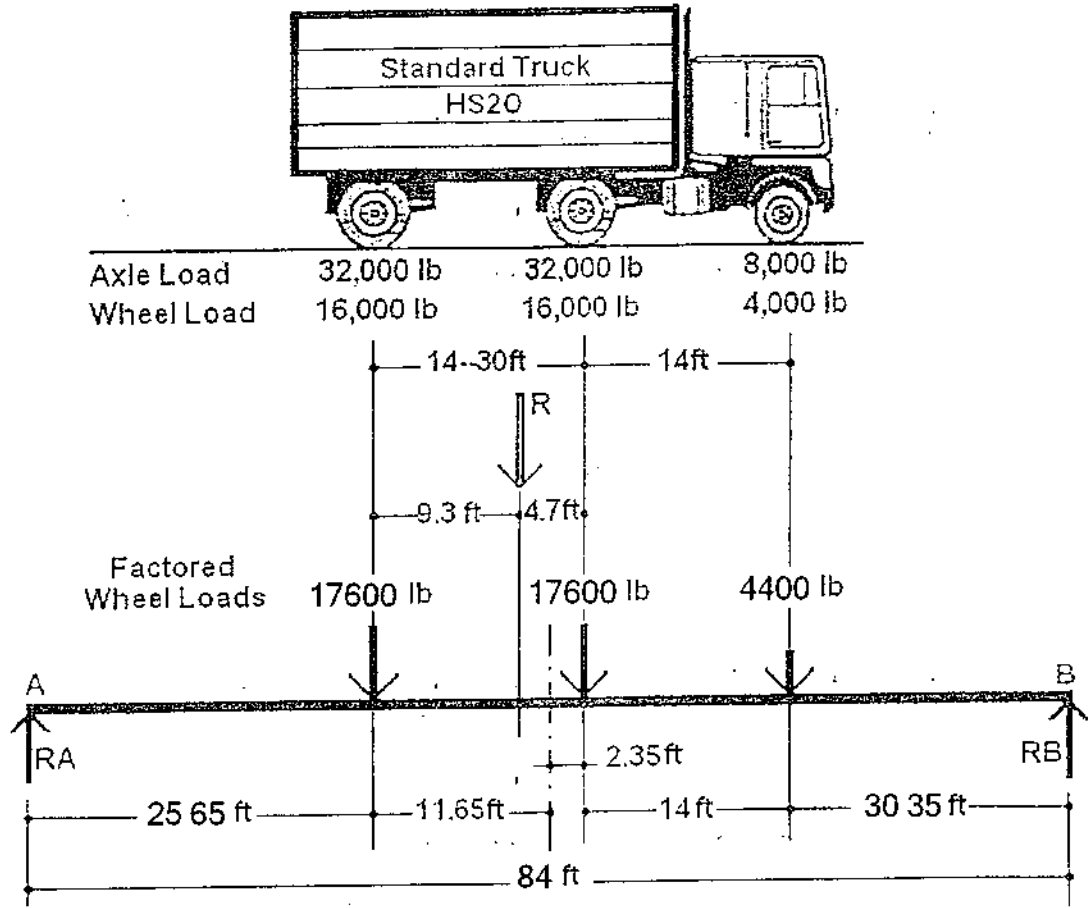 Standard Truck
HS20
Axle Load 32,000 lb 32,000 lb 8,000 lb
Wheel Load 16,000 lb 16,000 lb 4,000 lb
14--30ft 14ft
R
9.3 ft 4.7ft
Factored
Wheel Loads 17600 lb 17600 lb 4400 lb
A B
RA 2.35ft RB
25 65 ft 11.65ft 14ft 30 35 ft
84 ft